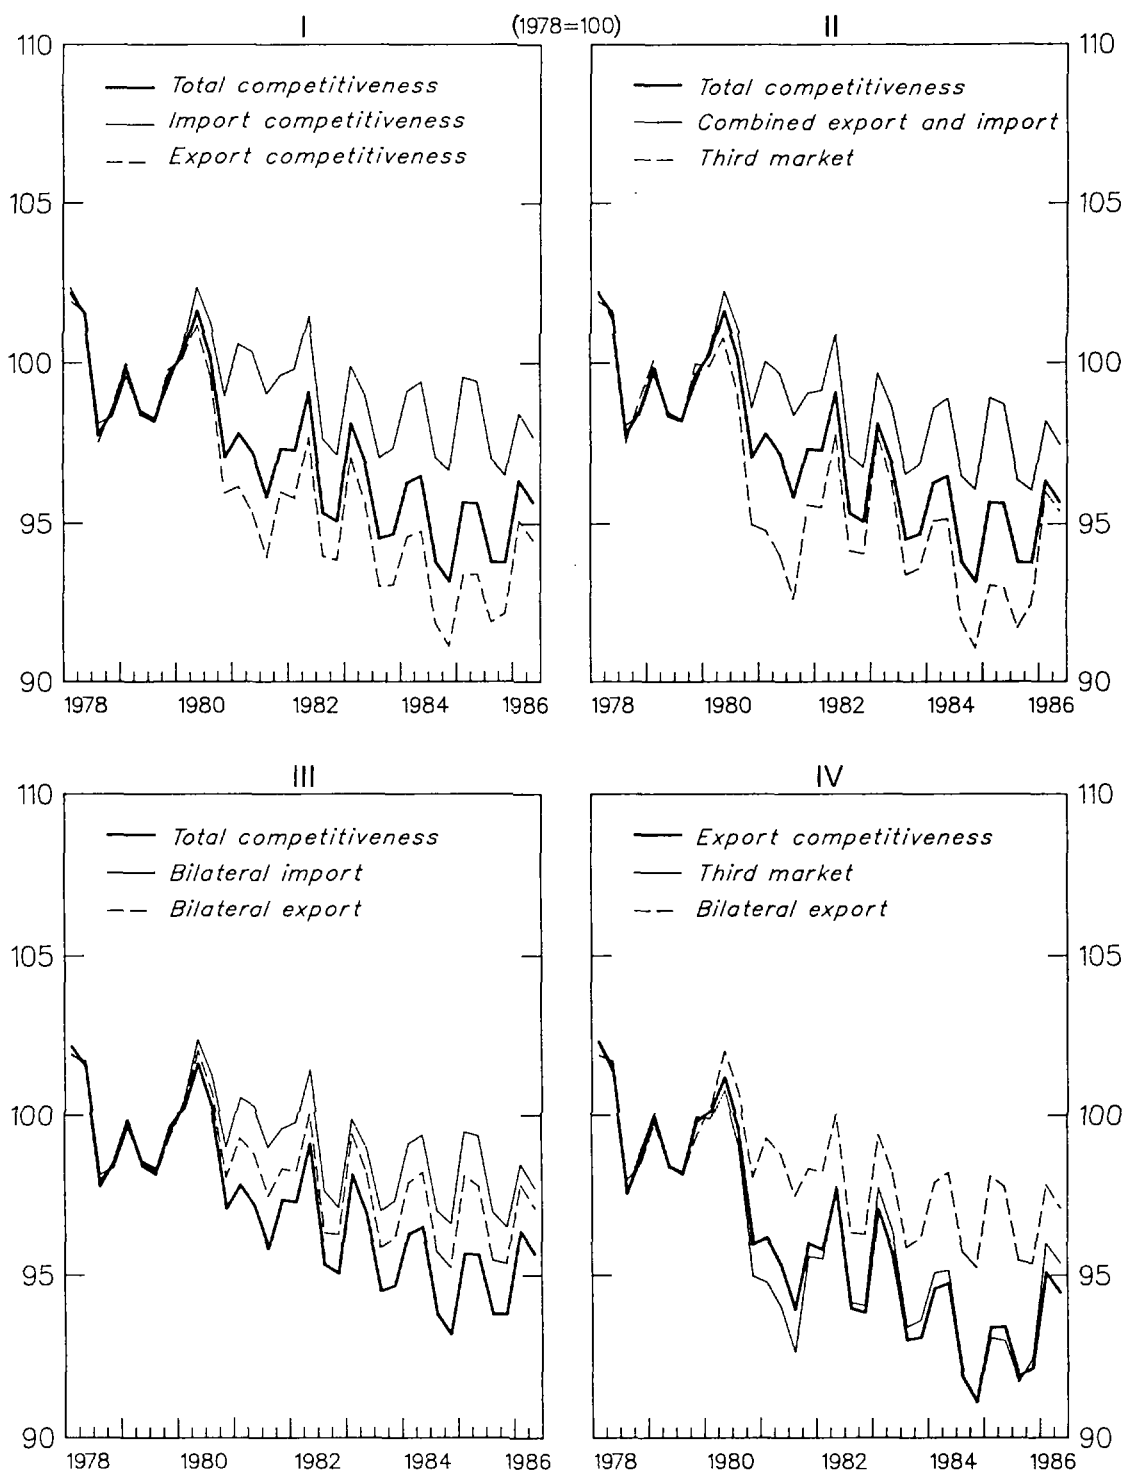 I (1978=100) II
110
105
100
95
90
Total competitiveness
Import competitiveness
Export competitiveness
1978 1980 1982 1984 1986
Total competitiveness
Combined export and import
Third market
110
105
100
95
90
1978 1980 1982 1984 1986
III
110
105
100
95
90
Total competitiveness
Bilateral import
Bilateral export
1978 1980 1982 1984 1986
IV
Export competitiveness
Third market
Bilateral export
110
105
100
95
90
1978 1980 1982 1984 1986